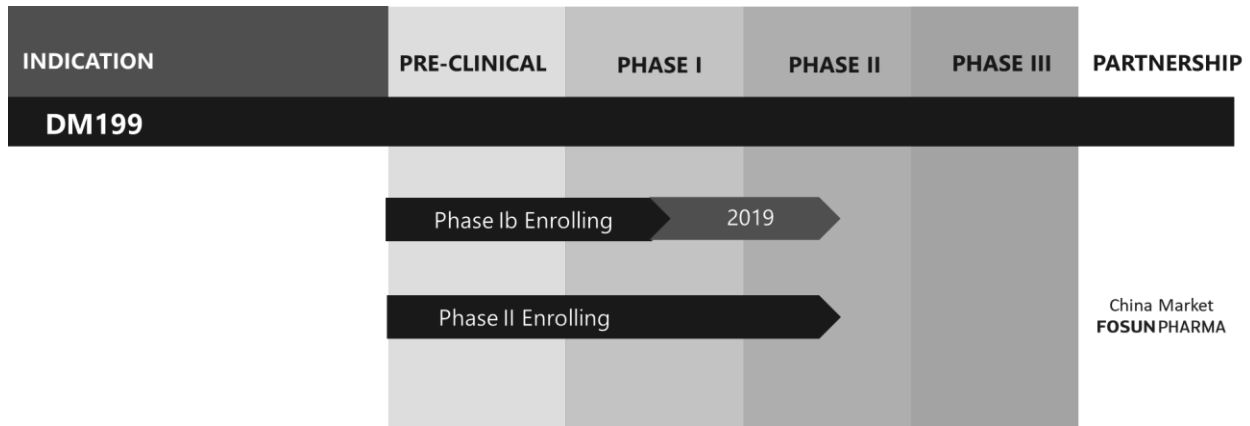 INDICATION PRE-CLINICAL PHASE I PHASE II PHASE III PARTNERSHIP
DM199
Phase Ib Enrolling 2019
Phase II Enrolling
China Market
FOSUN PHARMA